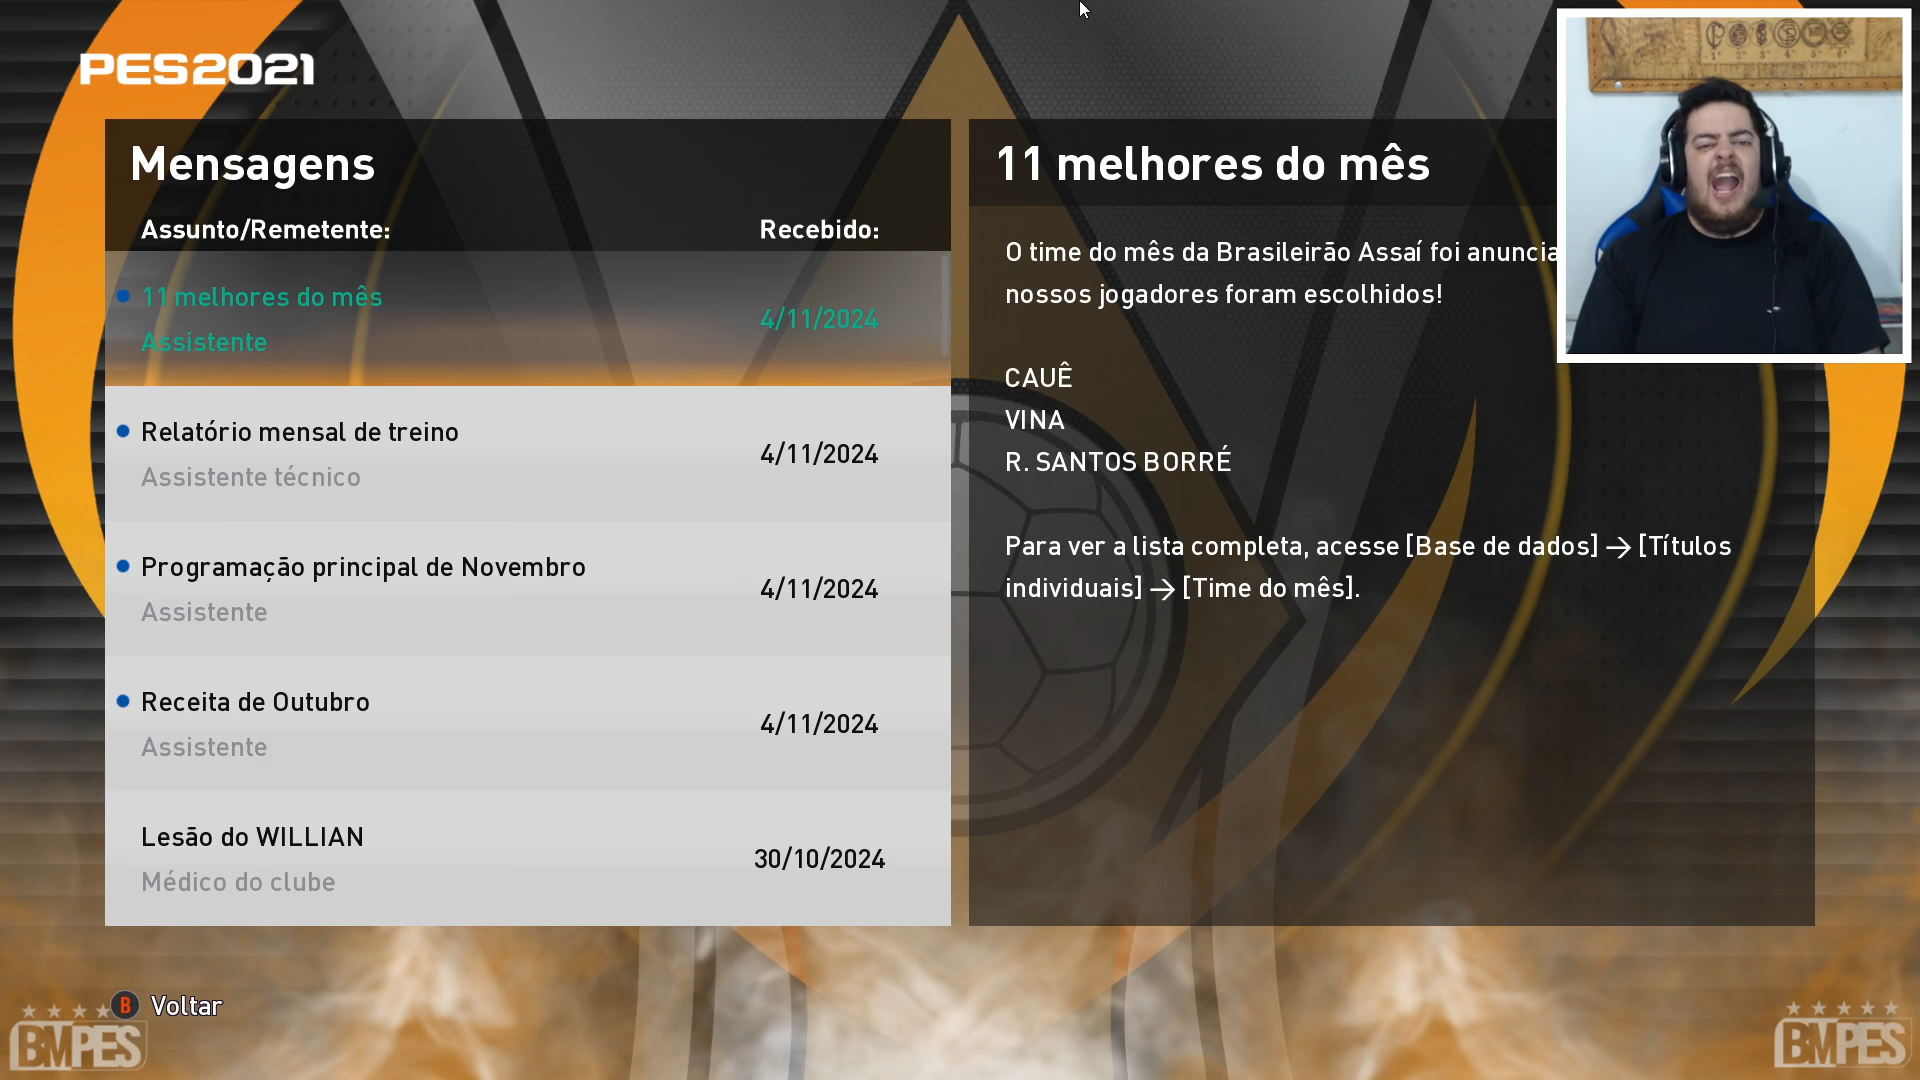 PES2021
Mensagens
Assunto/Remetente:
Recebido:
11 melhores do mês
Assistente
4/11/2024
Relatório mensal de treino
Assistente técnico
4/11/2024
Programação principal de Novembro
Assistente
4/11/2024
Receita de Outubro
Assistente
4/11/2024
Lesão do WILLIAN
Médico do clube
30/10/2024
11 melhores do mês
O time do mês da Brasileirão Assaí foi anuncia
nossos jogadores foram escolhidos!
CAUÊ
VINA
R. SANTOS BORRÉ
Para ver a lista completa, acesse [Base de dados] → [Títulos
individuais] → [Time do mês].
B Voltar
BMPES
BMPES